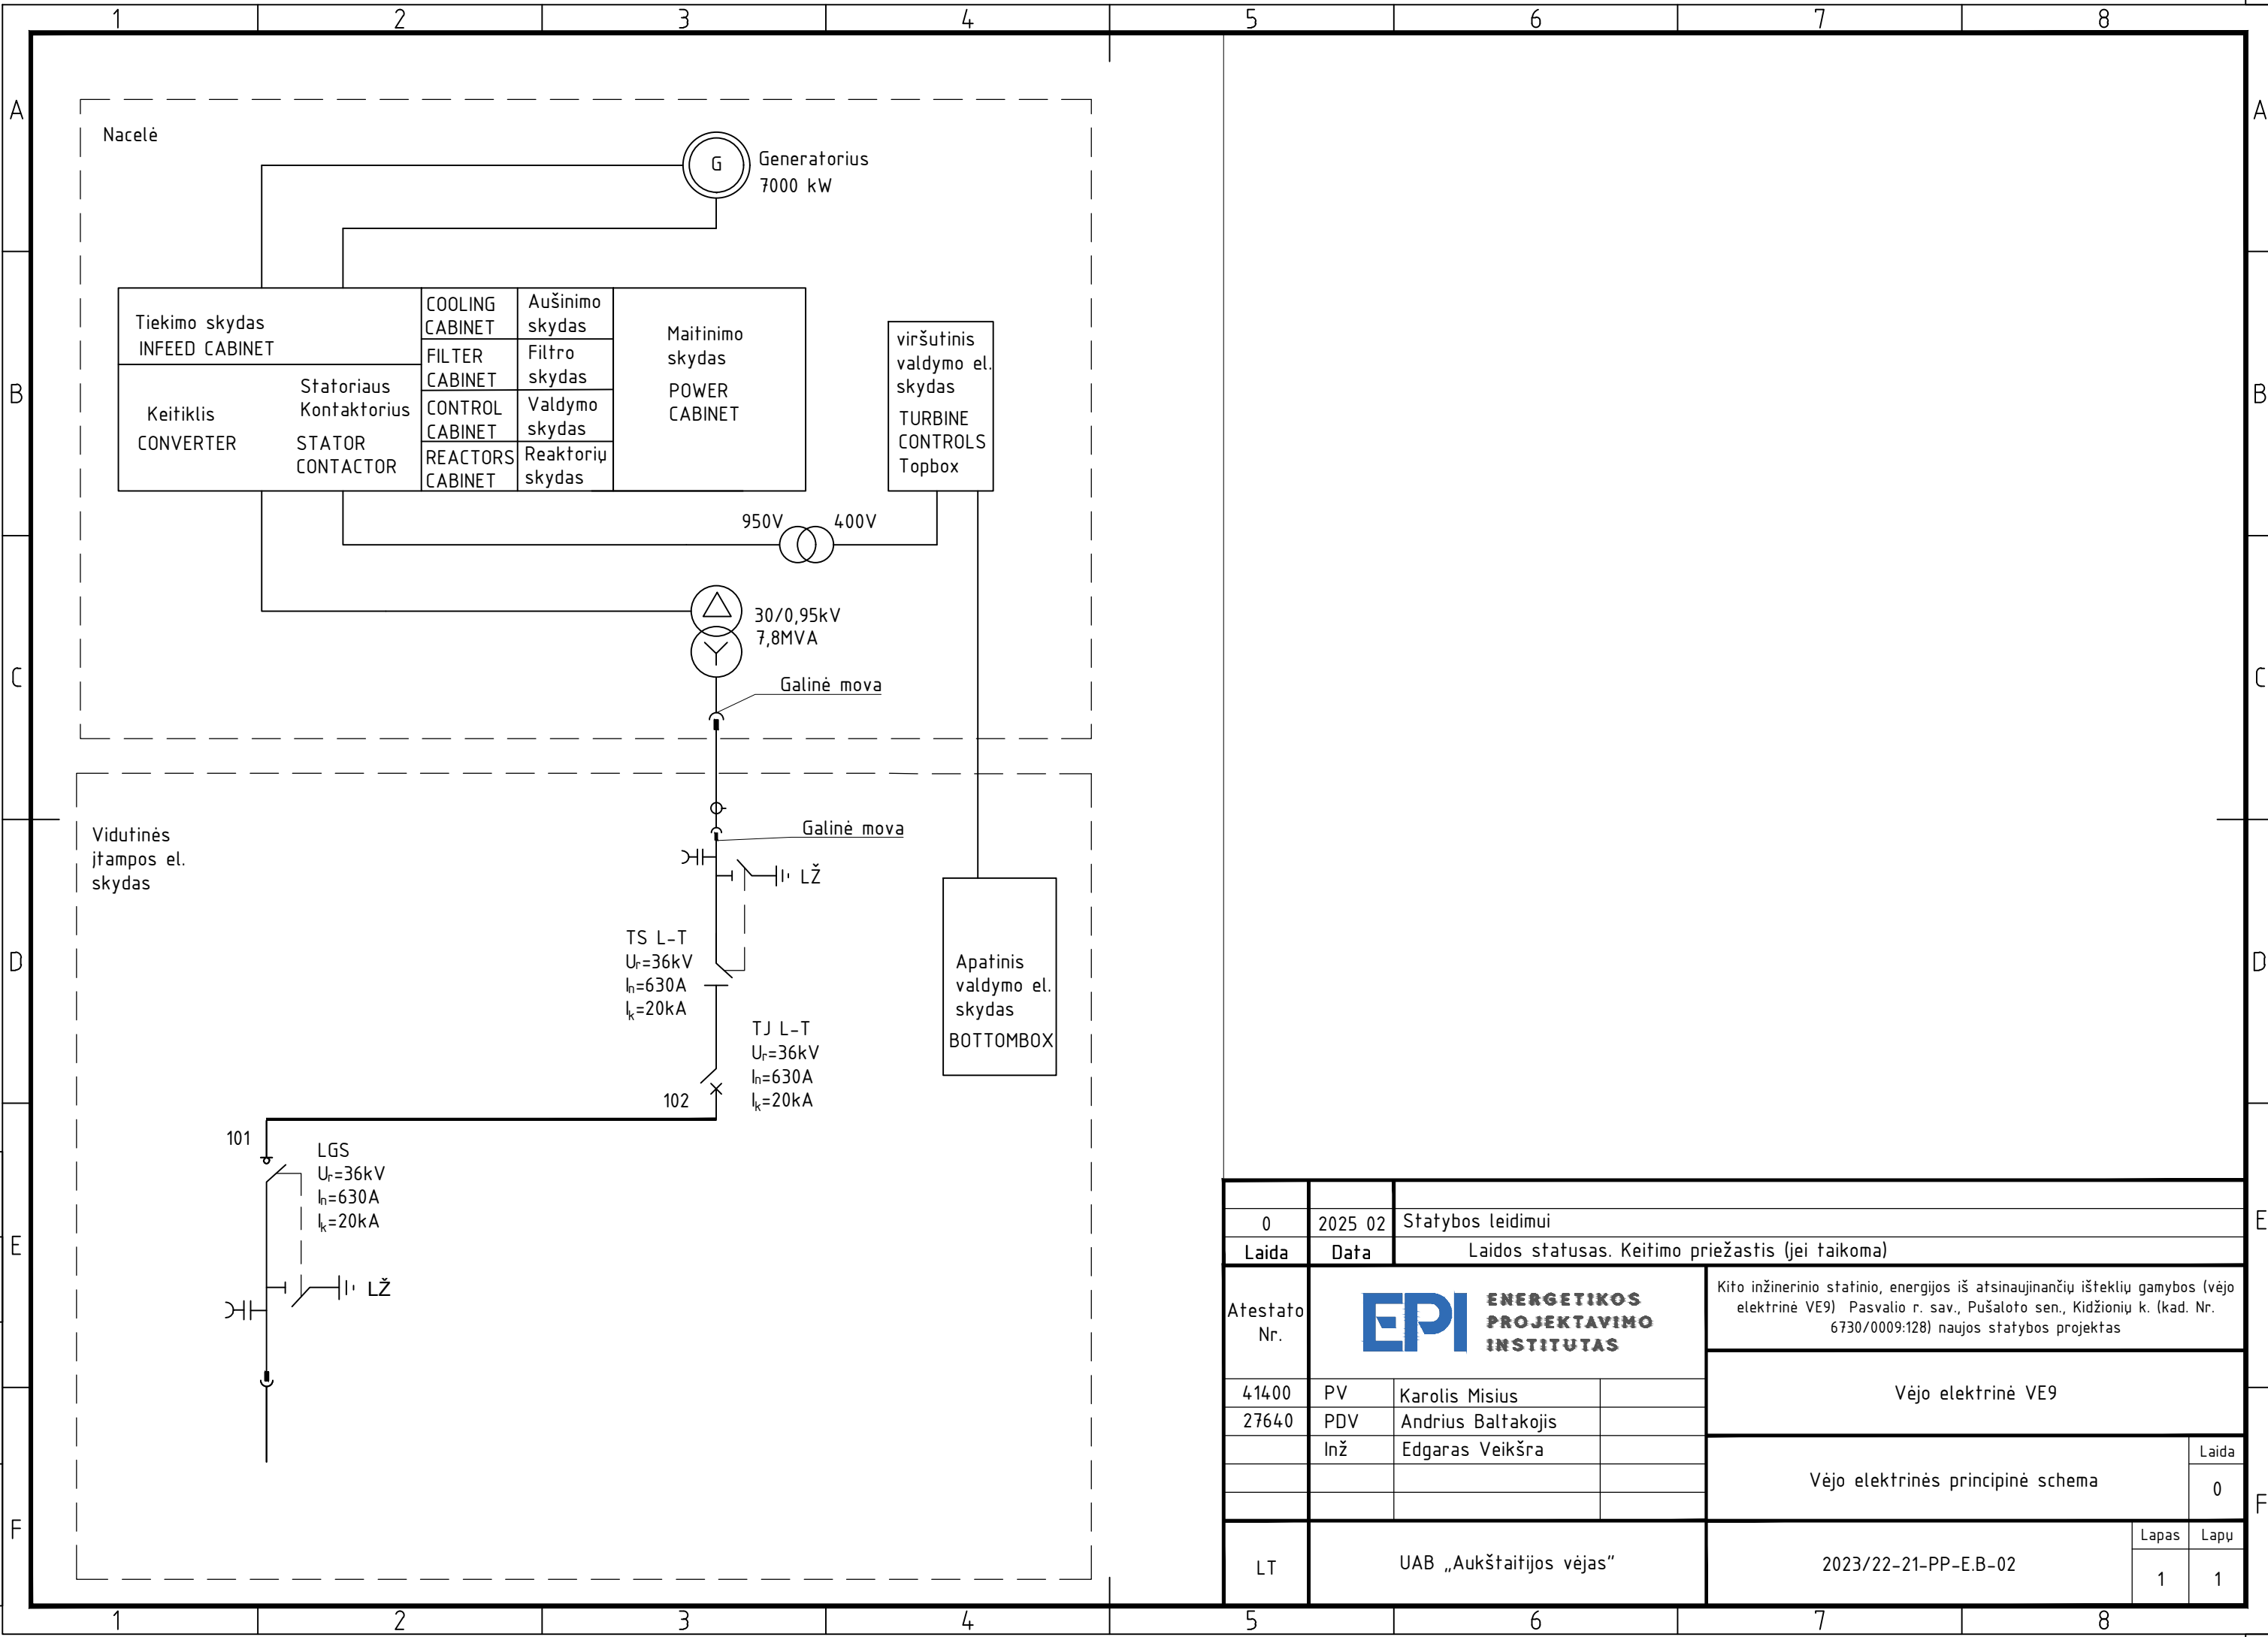 1 2 3 4 5 6 7 8
A A
B B
C C
D D
E E
F F
Nacelė
G
Generatorius
7000 kW
Tiekimo skydas
INFEED CABINET
Keitiklis
CONVERTER
Statoriaus
Kontaktorius
STATOR
CONTACTOR
COOLING
CABINET
Aušinimo
skydas
FILTER
CABINET
Filtro
skydas
CONTROL
CABINET
Valdymo
skydas
REACTORS
CABINET
Reaktorių
skydas
Maitinimo
skydas
POWER
CABINET
viršutinis
valdymo el.
skydas
TURBINE
CONTROLS
Topbox
950V 400V
30/0,95kV
7,8MVA
Galinė mova
Vidutinės
įtampos el.
skydas
Galinė mova
LŽ
TS L-T
Ur=36kV
In=630A
Ik=20kA
TJ L-T
Ur=36kV
In=630A
Ik=20kA
102
Apatinis
valdymo el.
skydas
BOTTOMBOX
101
LGS
Ur=36kV
In=630A
Ik=20kA
LŽ
0 2025 02 Statybos leidimui
Laida Data Laidos statusas. Keitimo priežastis (jei taikoma)
Atestato
Nr.
EPI
ENERGETIKOS
PROJEKTAVIMO
INSTITUTAS
Kito inžinerinio statinio, energijos iš atsinaujinančių išteklių gamybos (vėjo
elektrinė VE9) Pasvalio r. sav., Pušaloto sen., Kidžionių k. (kad. Nr.
6730/0009:128) naujos statybos projektas
41400 PV Karolis Misius
27640 PDV Andrius Baltakojis
Inž Edgaras Veikšra
Vėjo elektrinė VE9
Vėjo elektrinės principinė schema
Laida
0
LT
UAB „Aukštaitijos vėjas"
2023/22-21-PP-E.B-02
Lapas Lapų
1 1
1 2 3 4 5 6 7 8